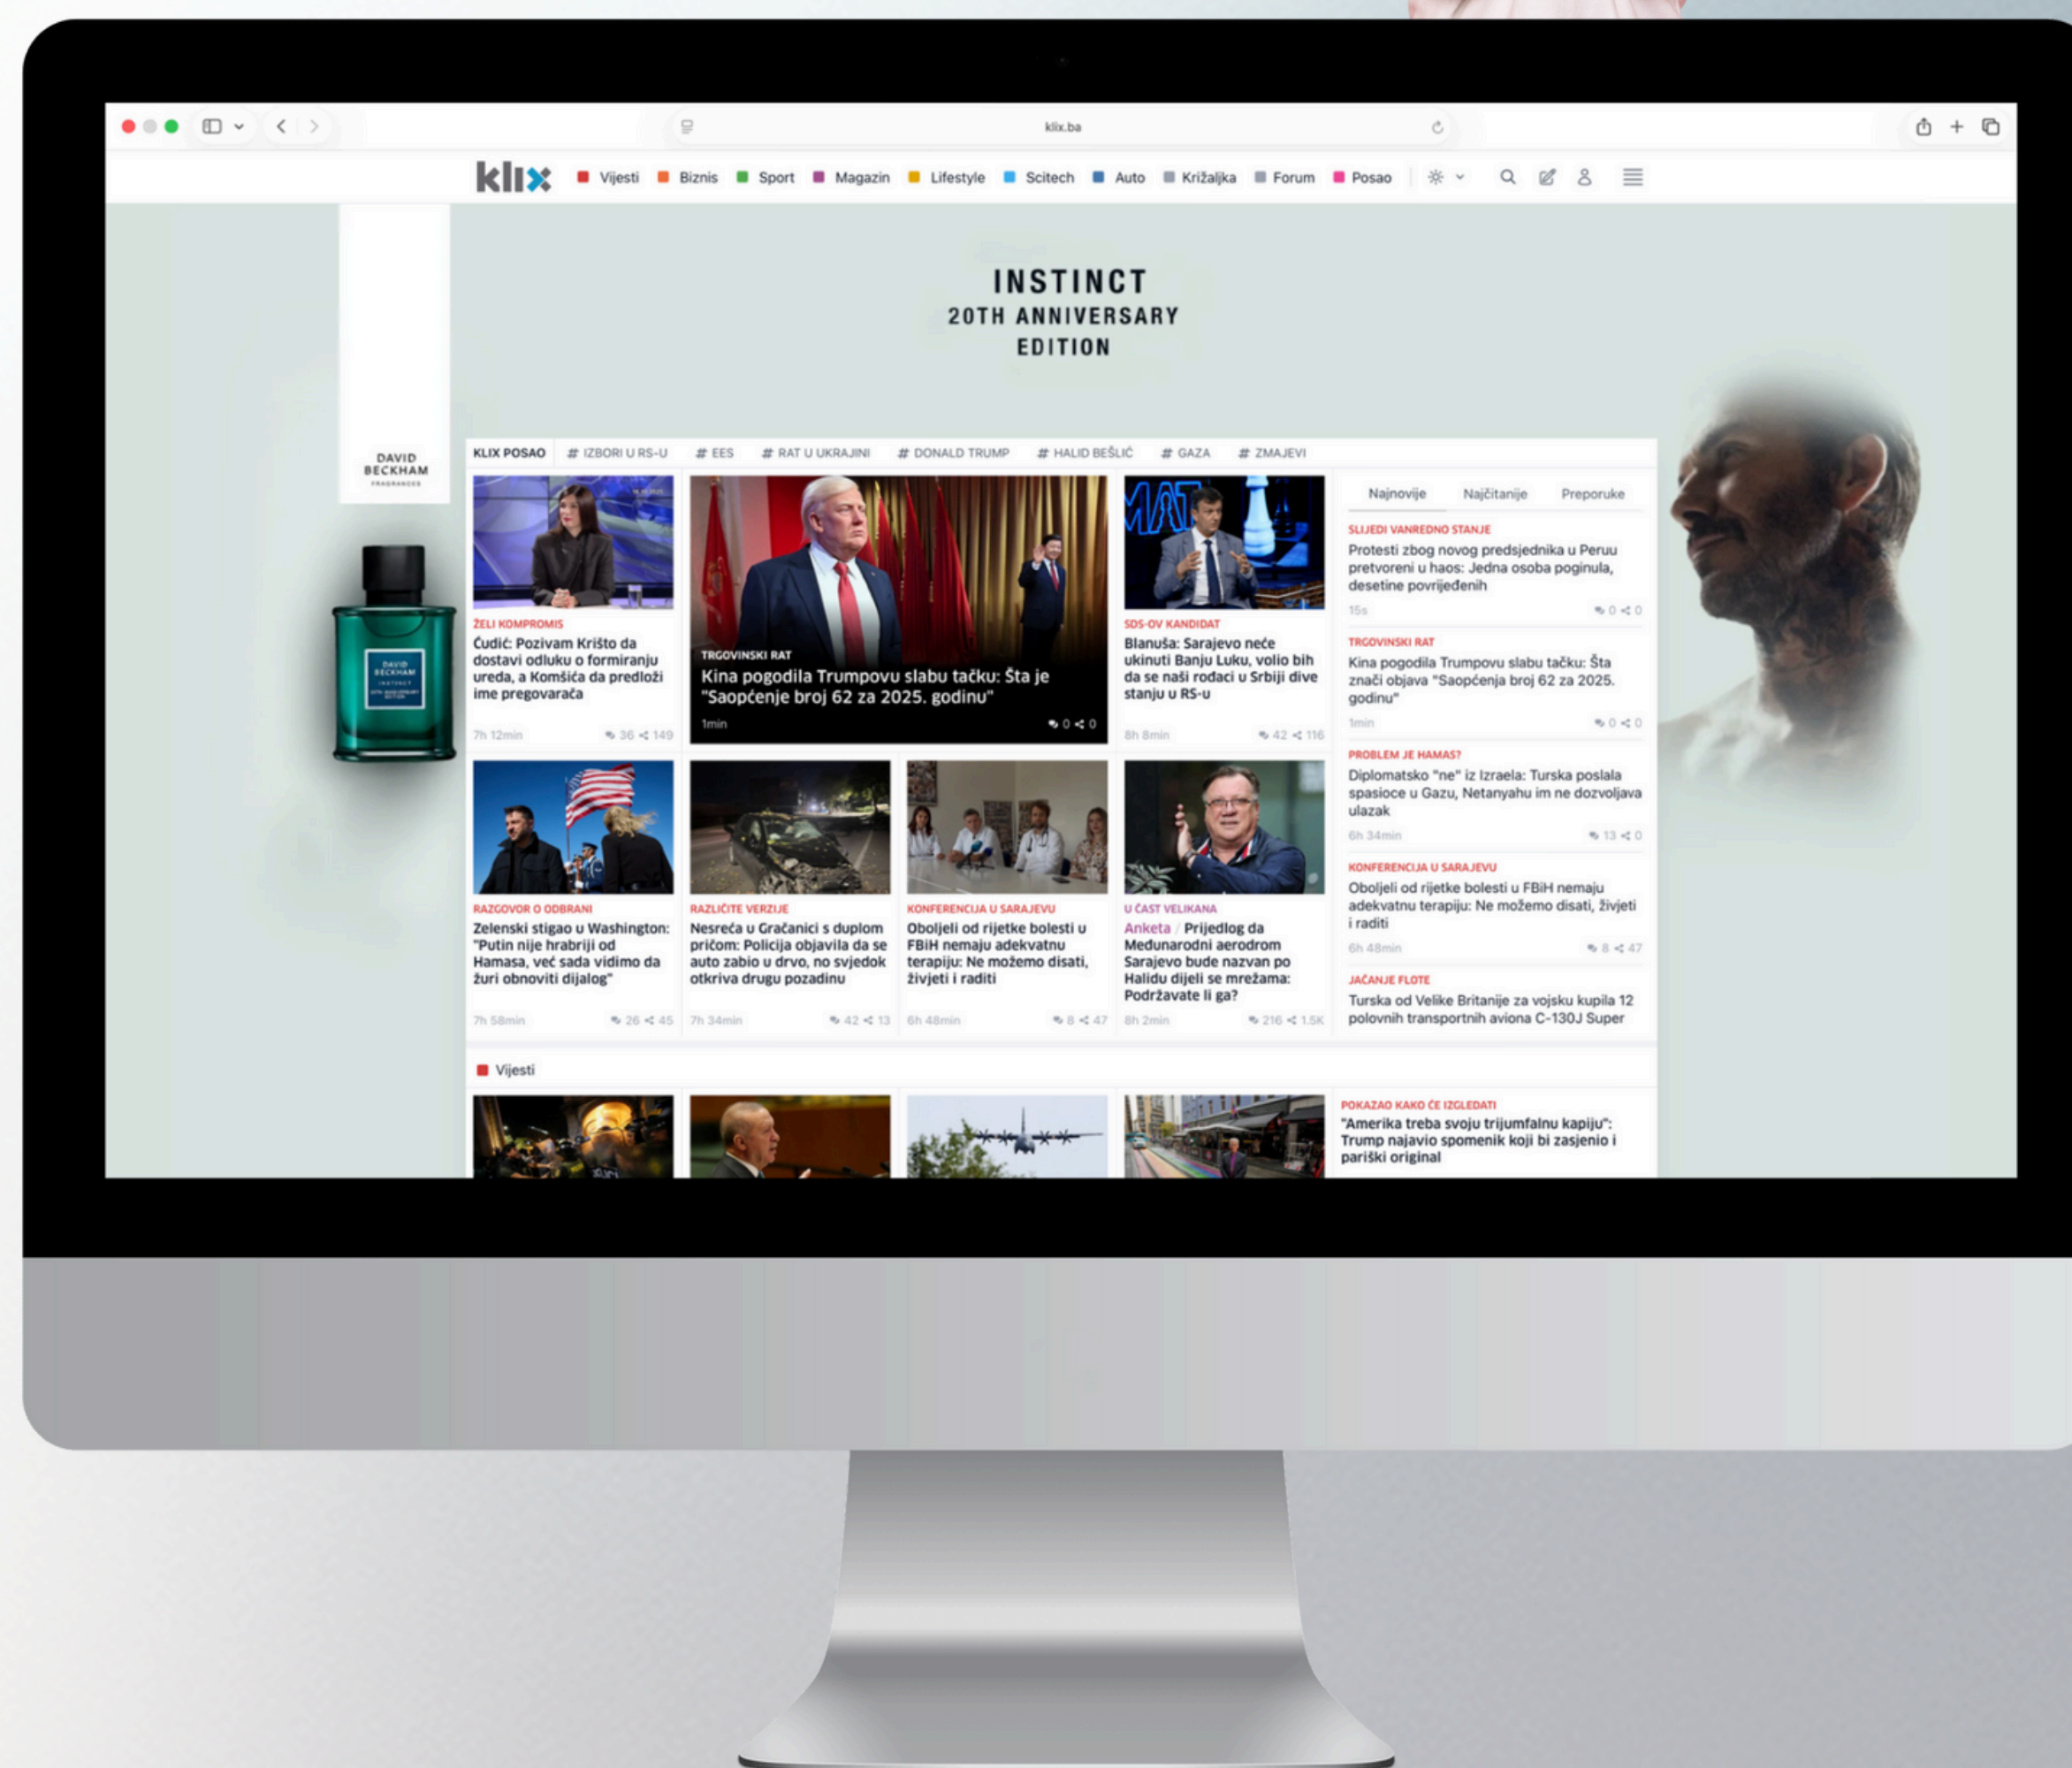 klix.ba
klix
Vijesti
Biznis
Sport
Magazin
Lifestyle
Scitech
Auto
Križaljka
Forum
Posao
INSTINCT
20TH ANNIVERSARY
EDITION
DAVID
BECKHAM
FRAGRANCES
DAVID
BECKHAM
INSTINCT
20TH ANNIVERSARY
EDITION
KLIX POSAO
# IZBORI U RS-U
# EES
# RAT U UKRAJINI
# DONALD TRUMP
# HALID BEŠLIĆ
# GAZA
# ZMAJEVI
ŽELI KOMPROMIS
Ćudić: Pozivam Krišto da
dostavi odluku o formiranju
ureda, a Komšića da predloži
ime pregovarača
7h 12min
36
149
TRGOVINSKI RAT
Kina pogodila Trumpovu slabu tačku: Šta je
"Saopćenje broj 62 za 2025. godinu"
1min
0
0
MAT
SDS-OV KANDIDAT
Blanuša: Sarajevo neće
ukinuti Banju Luku, volio bih
da se naši rođaci u Srbiji dive
stanju u RS-u
8h 8min
42
116
RAZGOVOR O ODBRANI
Zelenski stigao u Washington:
"Putin nije hrabriji od
Hamasa, već sada vidimo da
žuri obnoviti dijalog"
7h 58min
26
45
RAZLIČITE VERZIJE
Nesreća u Gračanici s duplom
pričom: Policija objavila da se
auto zabio u drvo, no svjedok
otkriva drugu pozadinu
7h 34min
42
13
KONFERENCIJA U SARAJEVU
Oboljeli od rijetke bolesti u
FBiH nemaju adekvatnu
terapiju: Ne možemo disati,
živjeti i raditi
6h 48min
8
47
U ČAST VELIKANA
Anketa / Prijedlog da
Međunarodni aerodrom
Sarajevo bude nazvan po
Halidu dijeli se mrežama:
Podržavate li ga?
8h 2min
216
1.5K
Najnovije
Najčitanije
Preporuke
SLIJEDI VANREDNO STANJE
Protesti zbog novog predsjednika u Peruu
pretvoreni u haos: Jedna osoba poginula,
desetine povrijeđenih
15s
0
0
TRGOVINSKI RAT
Kina pogodila Trumpovu slabu tačku: Šta
znači objava "Saopćenja broj 62 za 2025.
godinu"
1min
0
0
PROBLEM JE HAMAS?
Diplomatsko "ne" iz Izraela: Turska poslala
spasioce u Gazu, Netanyahu im ne dozvoljava
ulazak
6h 34min
13
0
KONFERENCIJA U SARAJEVU
Oboljeli od rijetke bolesti u FBiH nemaju
adekvatnu terapiju: Ne možemo disati, živjeti
i raditi
6h 48min
8
47
JAČANJE FLOTE
Turska od Velike Britanije za vojsku kupila 12
polovnih transportnih aviona C-130J Super
Vijesti
POKAZAO KAKO ĆE IZGLEDATI
"Amerika treba svoju trijumfalnu kapiju":
Trump najavio spomenik koji bi zasjenio i
pariški original